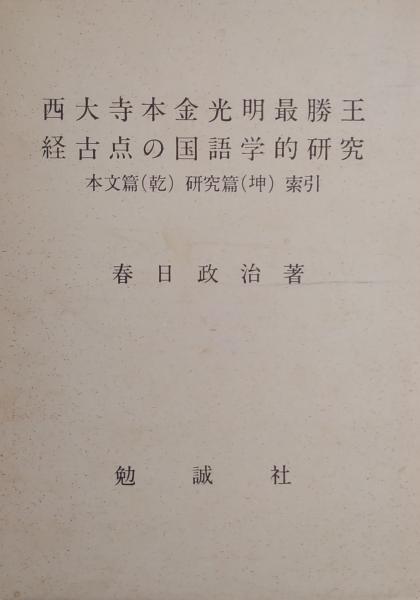 西大寺本金光明最勝王
経古点の国語学的研究
本文篇(乾) 研究篇(坤) 索引
春日政治著
勉誠社